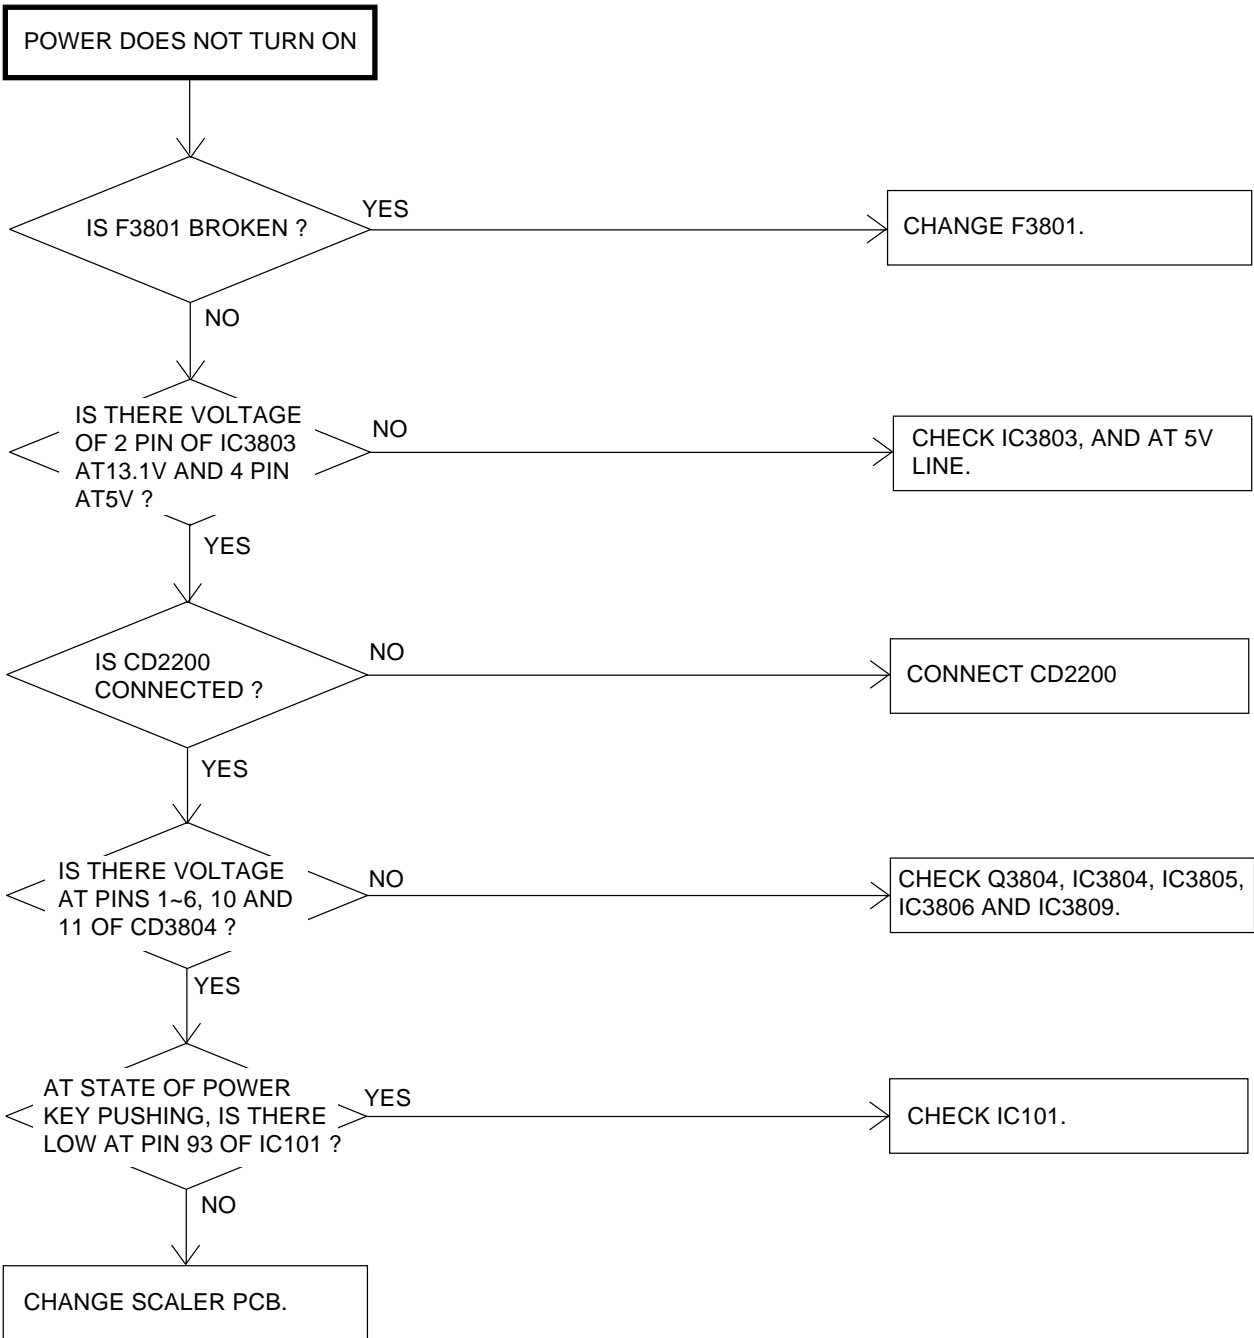 POWER DOES NOT TURN ON
IS F3801 BROKEN ?
YES
CHANGE F3801.
NO
IS THERE VOLTAGE
OF 2 PIN OF IC3803
AT13.1V AND 4 PIN
AT5V ?
NO
CHECK IC3803, AND AT 5V
LINE.
YES
IS CD2200
CONNECTED ?
NO
CONNECT CD2200
YES
IS THERE VOLTAGE
AT PINS 1~6, 10 AND
11 OF CD3804 ?
NO
CHECK Q3804, IC3804, IC3805,
IC3806 AND IC3809.
YES
AT STATE OF POWER
KEY PUSHING, IS THERE
LOW AT PIN 93 OF IC101 ?
YES
CHECK IC101.
NO
CHANGE SCALER PCB.